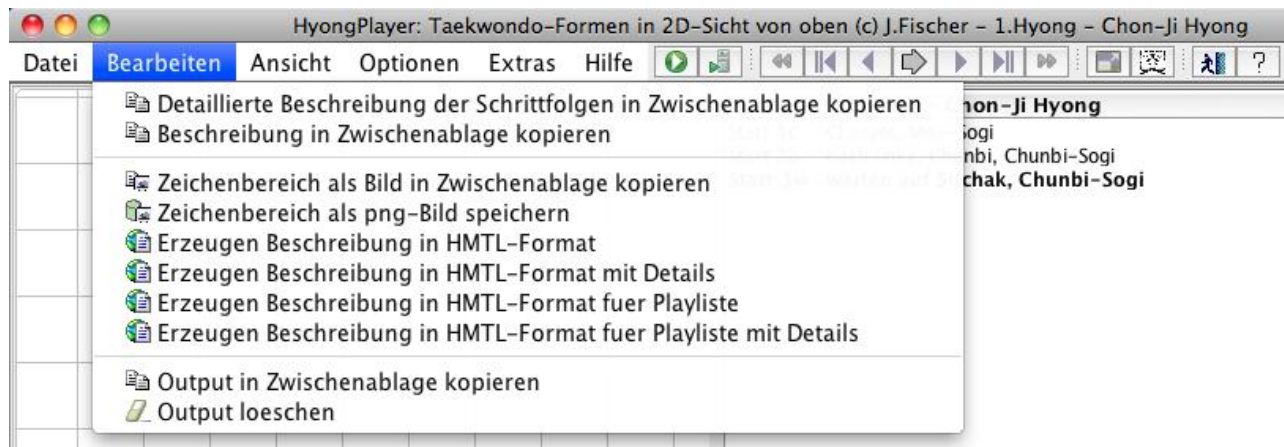 HyongPlayer: Taekwondo-Formen in 2D-Sicht von oben (c) J.Fischer - 1.Hyong - Chon-Ji Hyong
Datei Bearbeiten Ansicht Optionen Extras Hilfe ?
Detaillierte Beschreibung der Schrittfolgen in Zwischenablage kopieren
Beschreibung in Zwischenablage kopieren
Zeichenbereich als Bild in Zwischenablage kopieren
Zeichenbereich als png-Bild speichern
Erzeugen Beschreibung in HMTL-Format
Erzeugen Beschreibung in HMTL-Format mit Details
Erzeugen Beschreibung in HMTL-Format fuer Playliste
Erzeugen Beschreibung in HMTL-Format fuer Playliste mit Details
Output in Zwischenablage kopieren
Output loeschen
hon-Ji Hyong
Sogi
nbi, Chunbi-Sogi
chak, Chunbi-Sogi